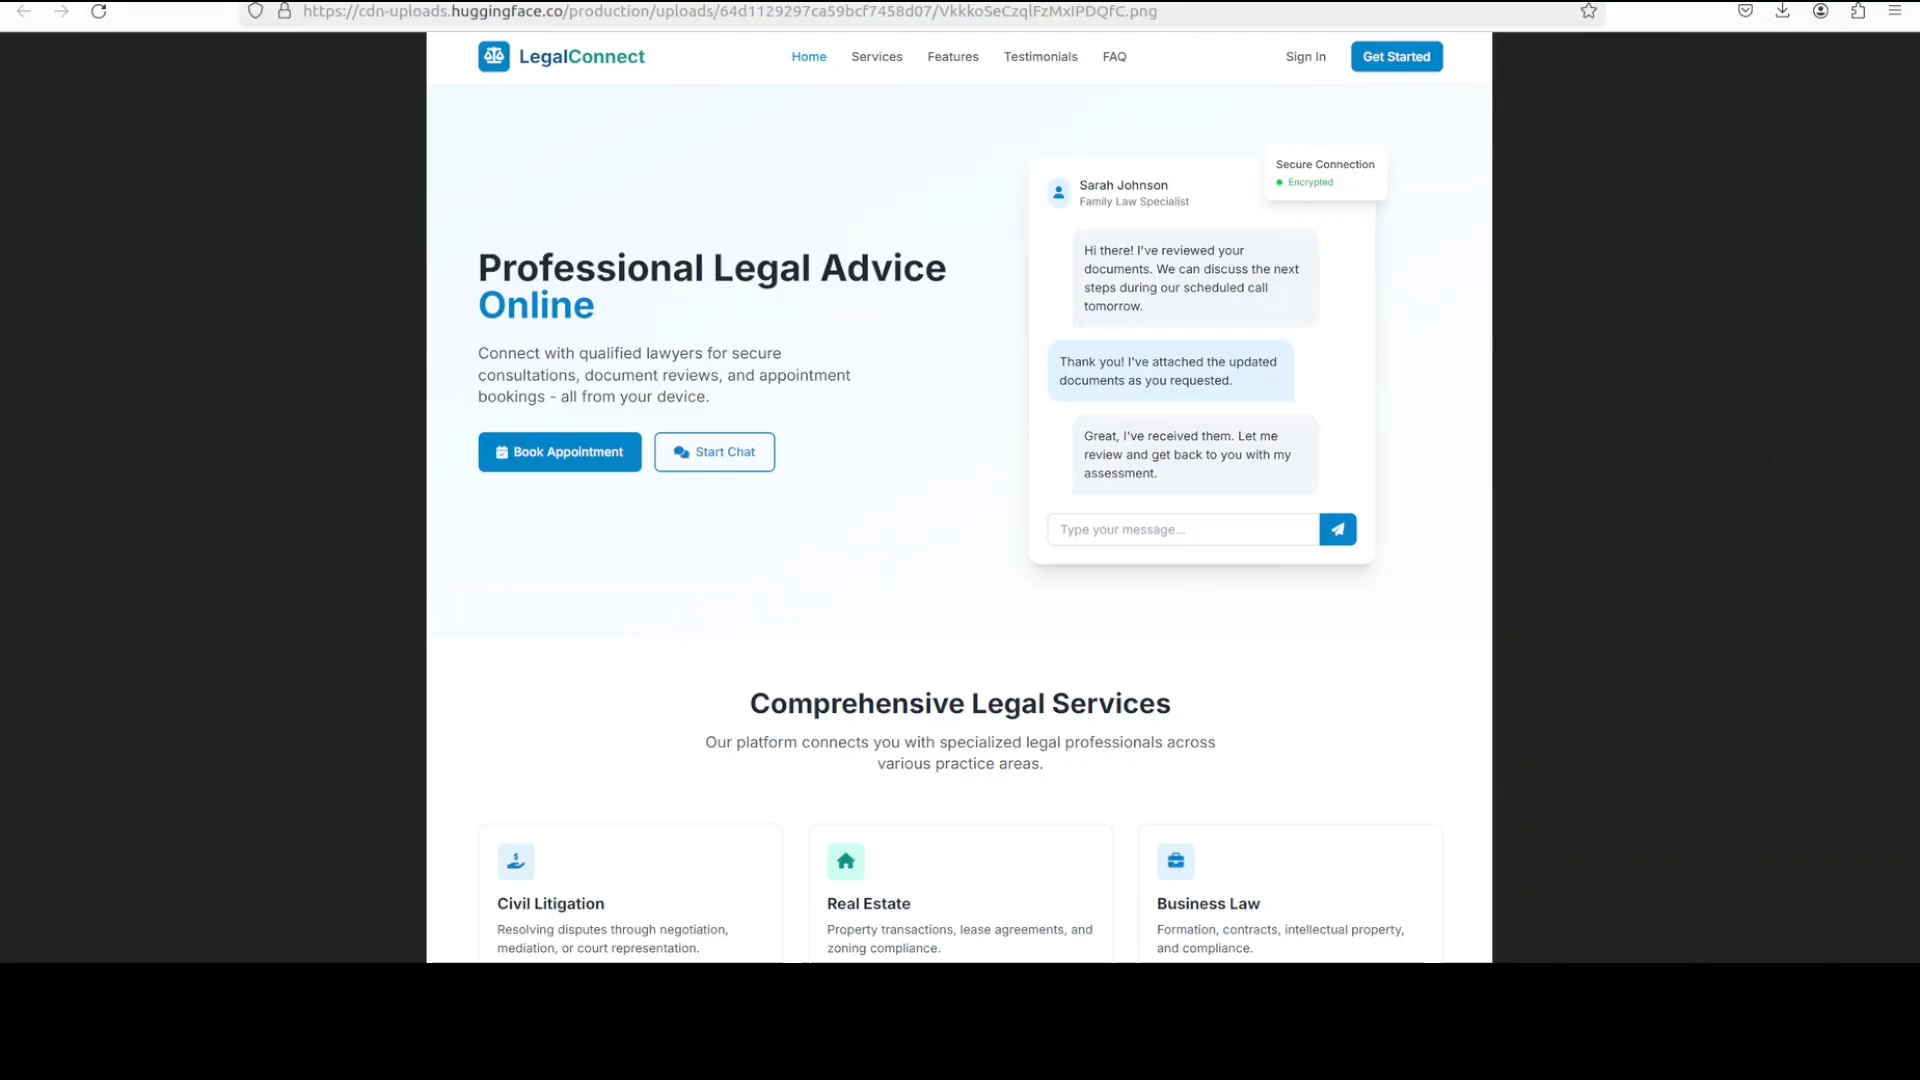 https://cdn-uploads.huggingface.co/production/uploads/64d1129297ca59bcf7458d07/VkkkoSeCzqlFzMxIPDQfC.png
LegalConnect
Home Services Features Testimonials FAQ
Sign In Get Started
Professional Legal Advice
Online
Connect with qualified lawyers for secure
consultations, document reviews, and appointment
bookings - all from your device.
Book Appointment Start Chat
Secure Connection
Encrypted
Sarah Johnson
Family Law Specialist
Hi there! I've reviewed your
documents. We can discuss the next
steps during our scheduled call
tomorrow.
Thank you! I've attached the updated
documents as you requested.
Great, I've received them. Let me
review and get back to you with my
assessment.
Type your message...
Comprehensive Legal Services
Our platform connects you with specialized legal professionals across
various practice areas.
Civil Litigation
Resolving disputes through negotiation,
mediation, or court representation.
Real Estate
Property transactions, lease agreements, and
zoning compliance.
Business Law
Formation, contracts, intellectual property,
and compliance.